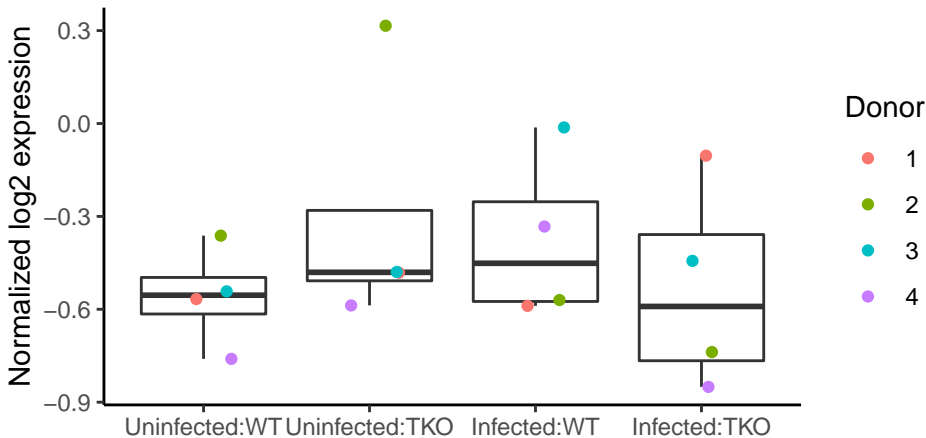 Normalized log2 expression
0.3
0.0
−0.3
−0.6
−0.9
Uninfected:WT
Uninfected:TKO
Infected:WT
Infected:TKO
Donor
1
2
3
4